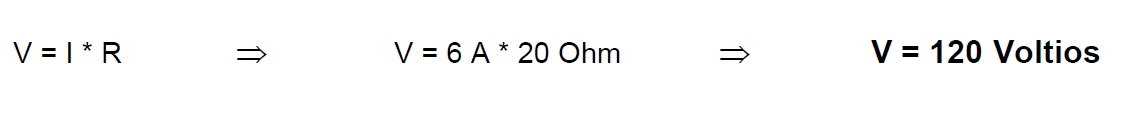 V = I * R ⇒ V = 6 A * 20 Ohm ⇒ V = 120 Voltios